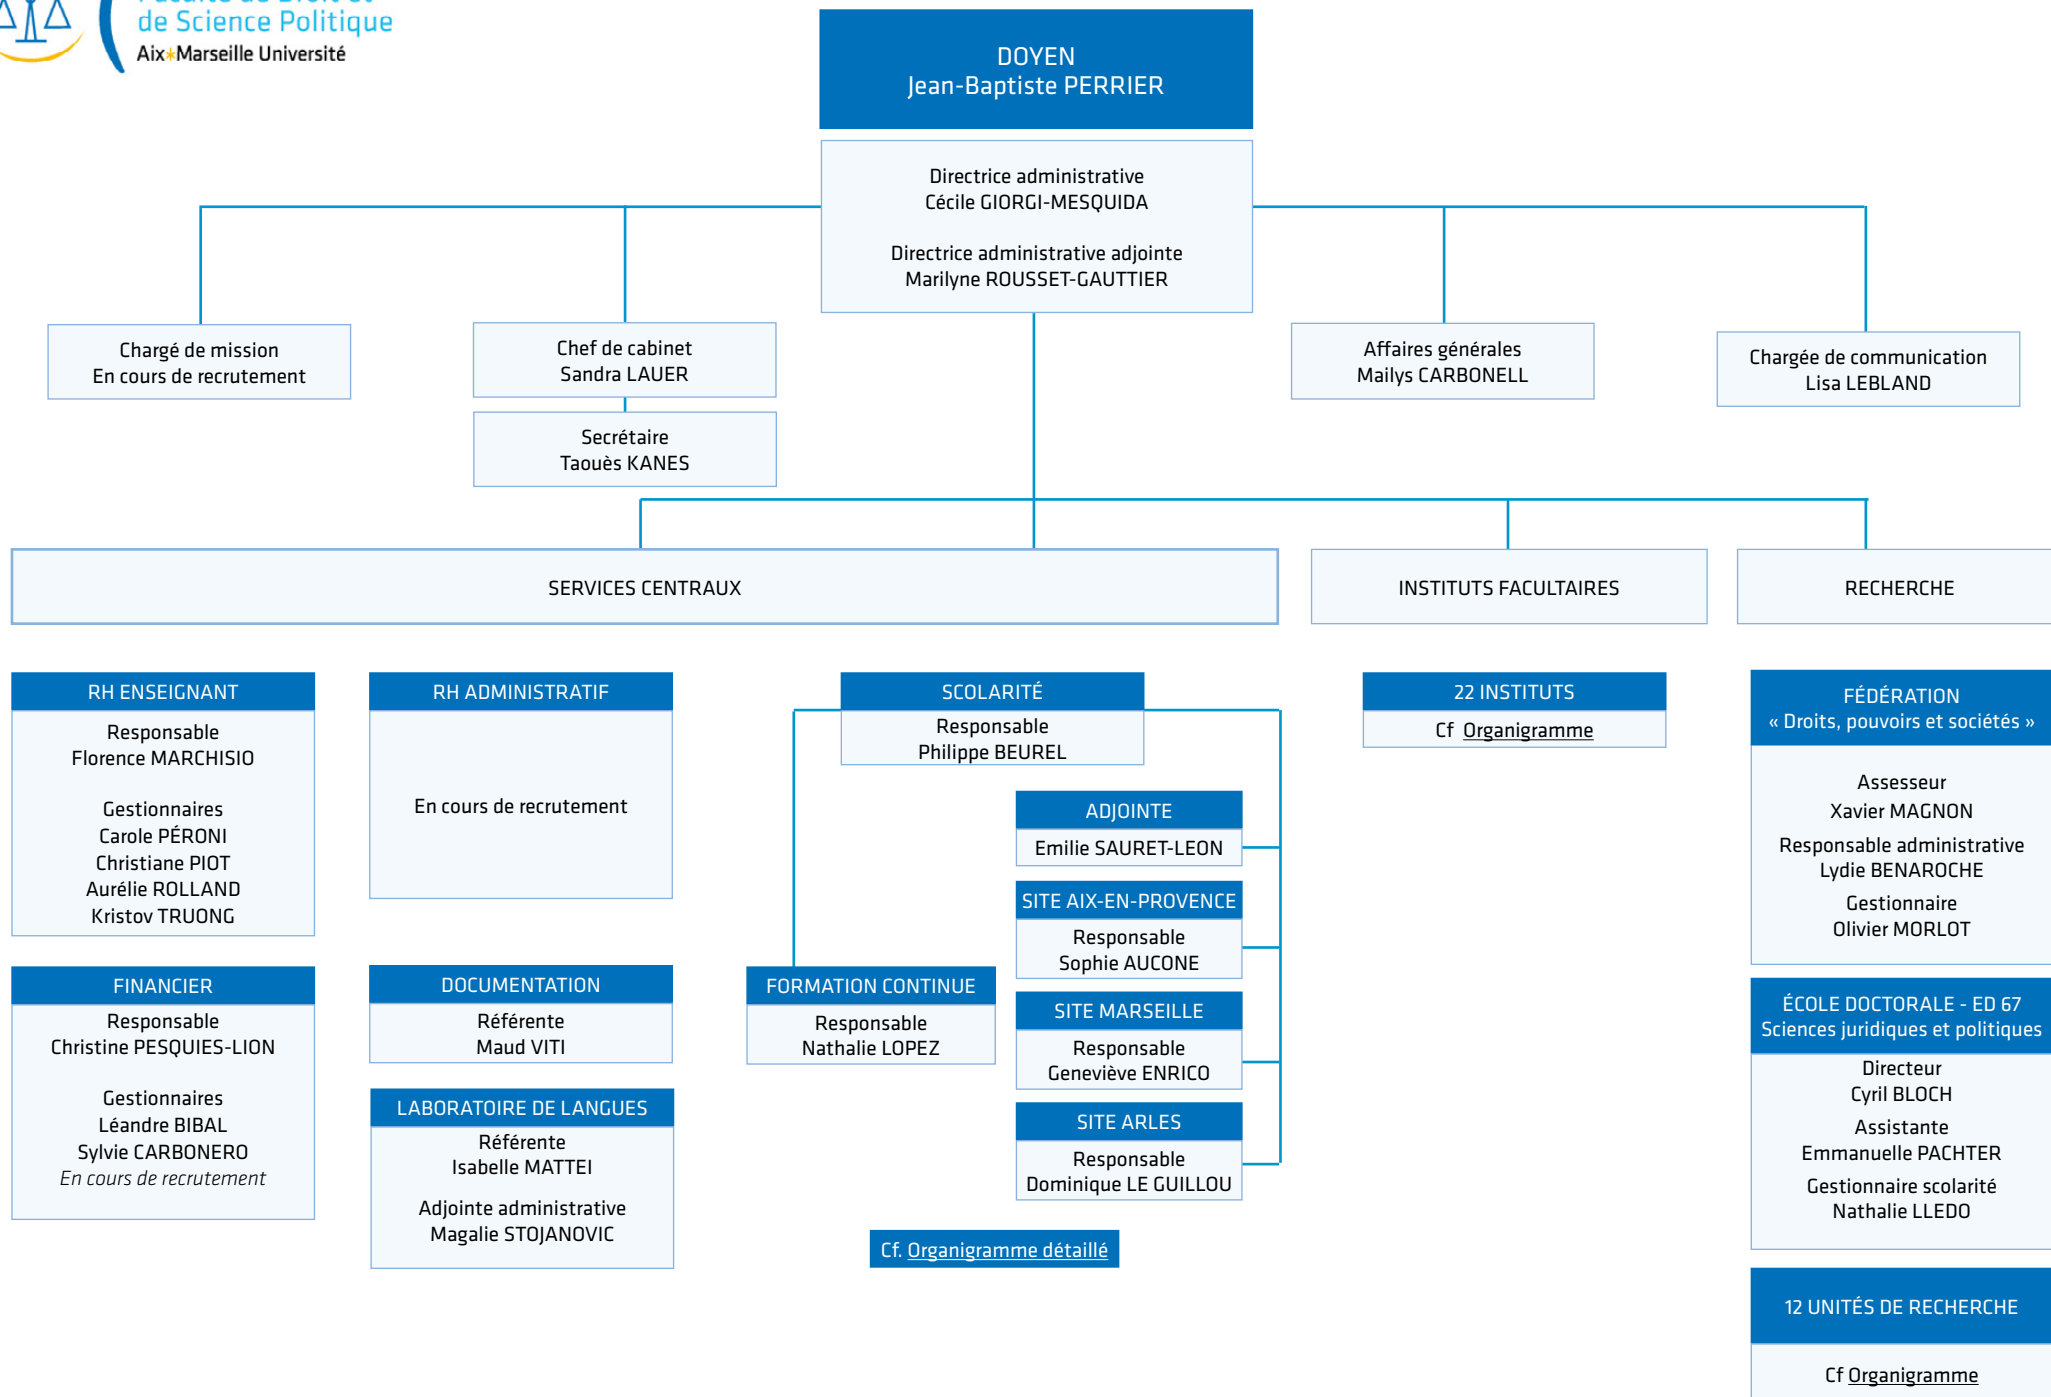 Faculté de Droit et
de Science Politique
Aix*Marseille Université
DOYEN
Jean-Baptiste PERRIER
Directrice administrative
Cécile GIORGI-MESQUIDA
Directrice administrative adjointe
Marilyne ROUSSET-GAUTTIER
Chargé de mission
En cours de recrutement
Chef de cabinet
Sandra LAUER
Secrétaire
Taouès KANES
Affaires générales
Mailys CARBONELL
Chargée de communication
Lisa LEBLAND
SERVICES CENTRAUX
INSTITUTS FACULTAIRES
RECHERCHE
RH ENSEIGNANT
Responsable
Florence MARCHISIO
Gestionnaires
Carole PÉRONI
Christiane PIOT
Aurélie ROLLAND
Kristov TRUONG
FINANCIER
Responsable
Christine PESQUIES-LION
Gestionnaires
Léandre BIBAL
Sylvie CARBONERO
En cours de recrutement
RH ADMINISTRATIF
En cours de recrutement
DOCUMENTATION
Référente
Maud VITI
LABORATOIRE DE LANGUES
Référente
Isabelle MATTEI
Adjointe administrative
Magalie STOJANOVIC
SCOLARITÉ
Responsable
Philippe BEUREL
FORMATION CONTINUE
Responsable
Nathalie LOPEZ
ADJOINTE
Emilie SAURET-LEON
SITE AIX-EN-PROVENCE
Responsable
Sophie AUCONE
SITE MARSEILLE
Responsable
Geneviève ENRICO
SITE ARLES
Responsable
Dominique LE GUILLOU
Cf. Organigramme détaillé
22 INSTITUTS
Cf Organigramme
FÉDÉRATION
« Droits, pouvoirs et sociétés »
Assesseur
Xavier MAGNON
Responsable administrative
Lydie BENAROCHE
Gestionnaire
Olivier MORLOT
ÉCOLE DOCTORALE - ED 67
Sciences juridiques et politiques
Directeur
Cyril BLOCH
Assistante
Emmanuelle PACHTER
Gestionnaire scolarité
Nathalie LLEDO
12 UNITÉS DE RECHERCHE
Cf Organigramme